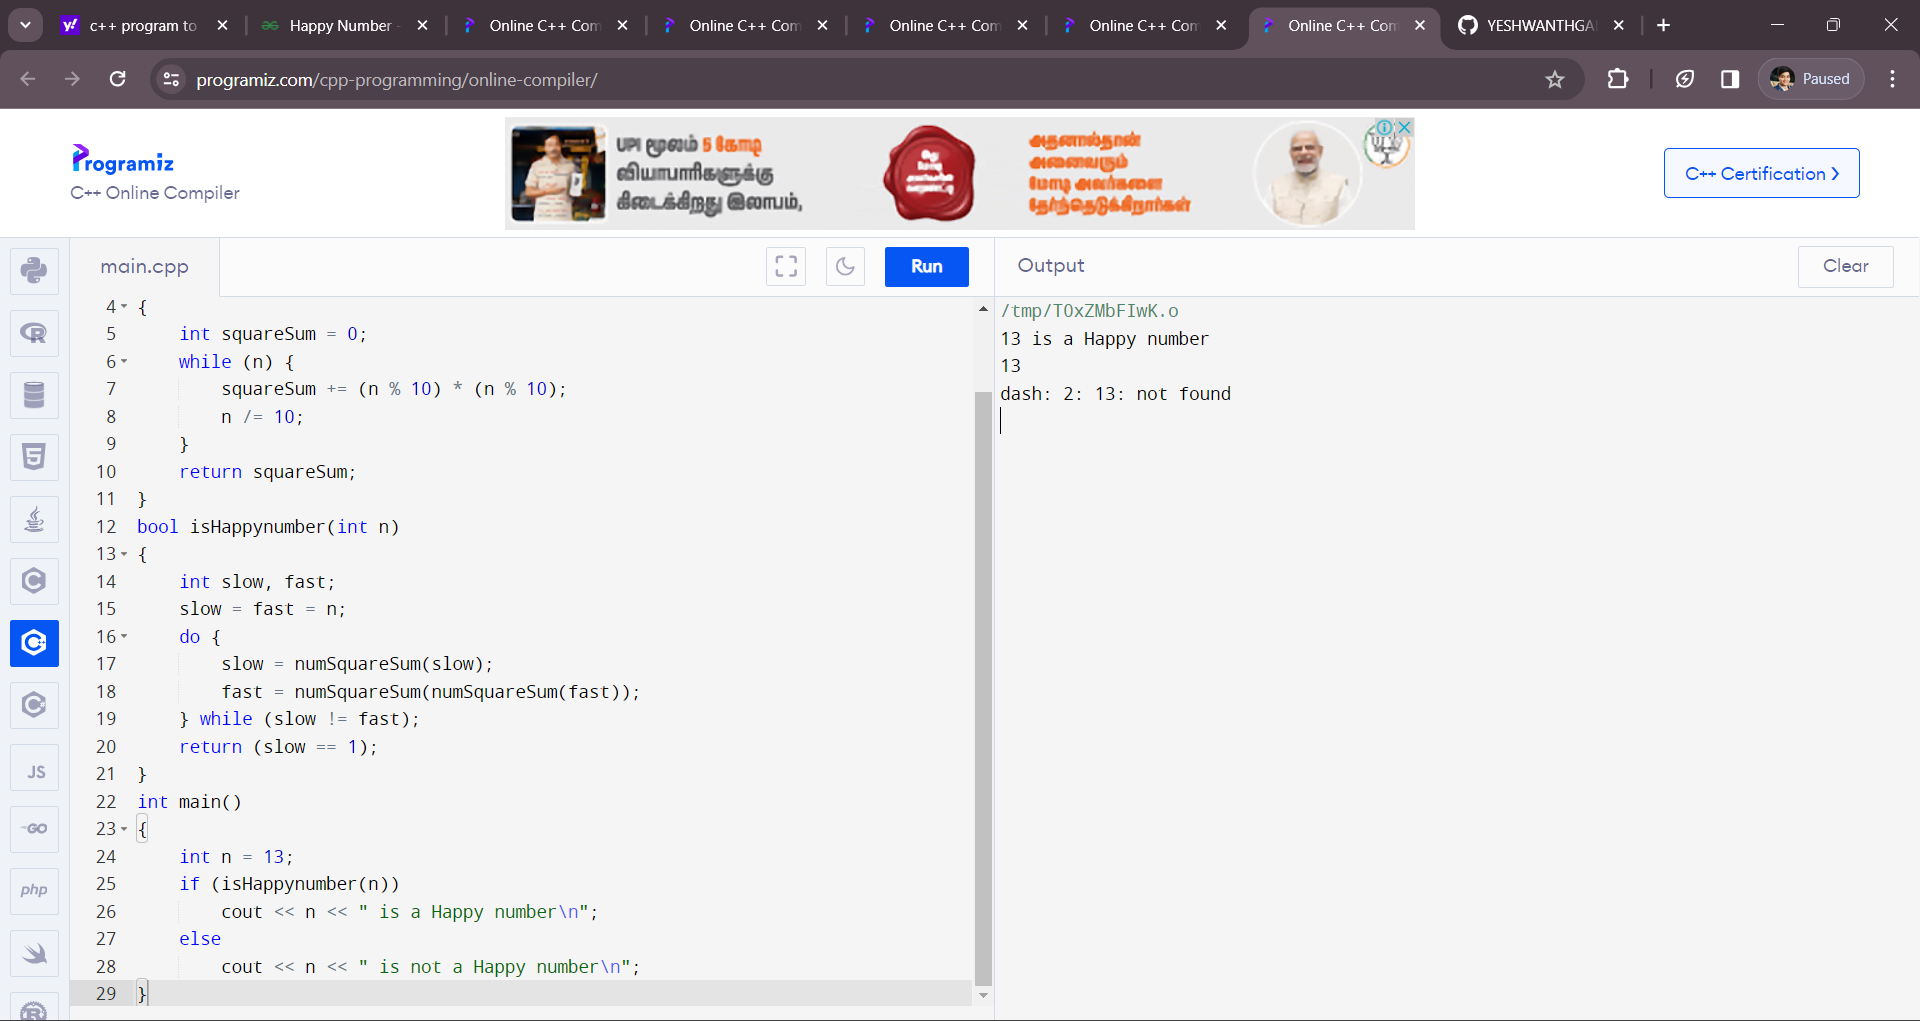 c++ program to
Happy Number -
Online C++ Com
Online C++ Com
Online C++ Com
Online C++ Com
Online C++ Com
YESHWANTHGA
programiz.com/cpp-programming/online-compiler/
Paused
Programiz
C++ Online Compiler
UPI மூலம் 5 கோடி
வியாபாரிகளுக்கு
கிடைக்கிறது இலாபம்,
அதனால்தான்
அனைவரும்
மோடி அவர்களை
தேர்ந்தெடுக்கிறார்கள்
C++ Certification
main.cpp
Run
Output
Clear
4 {
5 int squareSum = 0;
6 while (n) {
7 squareSum += (n % 10) * (n % 10);
8 n /= 10;
9 }
10 return squareSum;
11 }
12 bool isHappynumber(int n)
13 {
14 int slow, fast;
15 slow = fast = n;
16 do {
17 slow = numSquareSum(slow);
18 fast = numSquareSum(numSquareSum(fast));
19 } while (slow != fast);
20 return (slow == 1);
21 }
22 int main()
23 {
24 int n = 13;
25 if (isHappynumber(n))
26 cout << n << " is a Happy number\n";
27 else
28 cout << n << " is not a Happy number\n";
29 }
/tmp/TOxZMbFIwK.o
13 is a Happy number
13
dash: 2: 13: not found
JS
GO
php